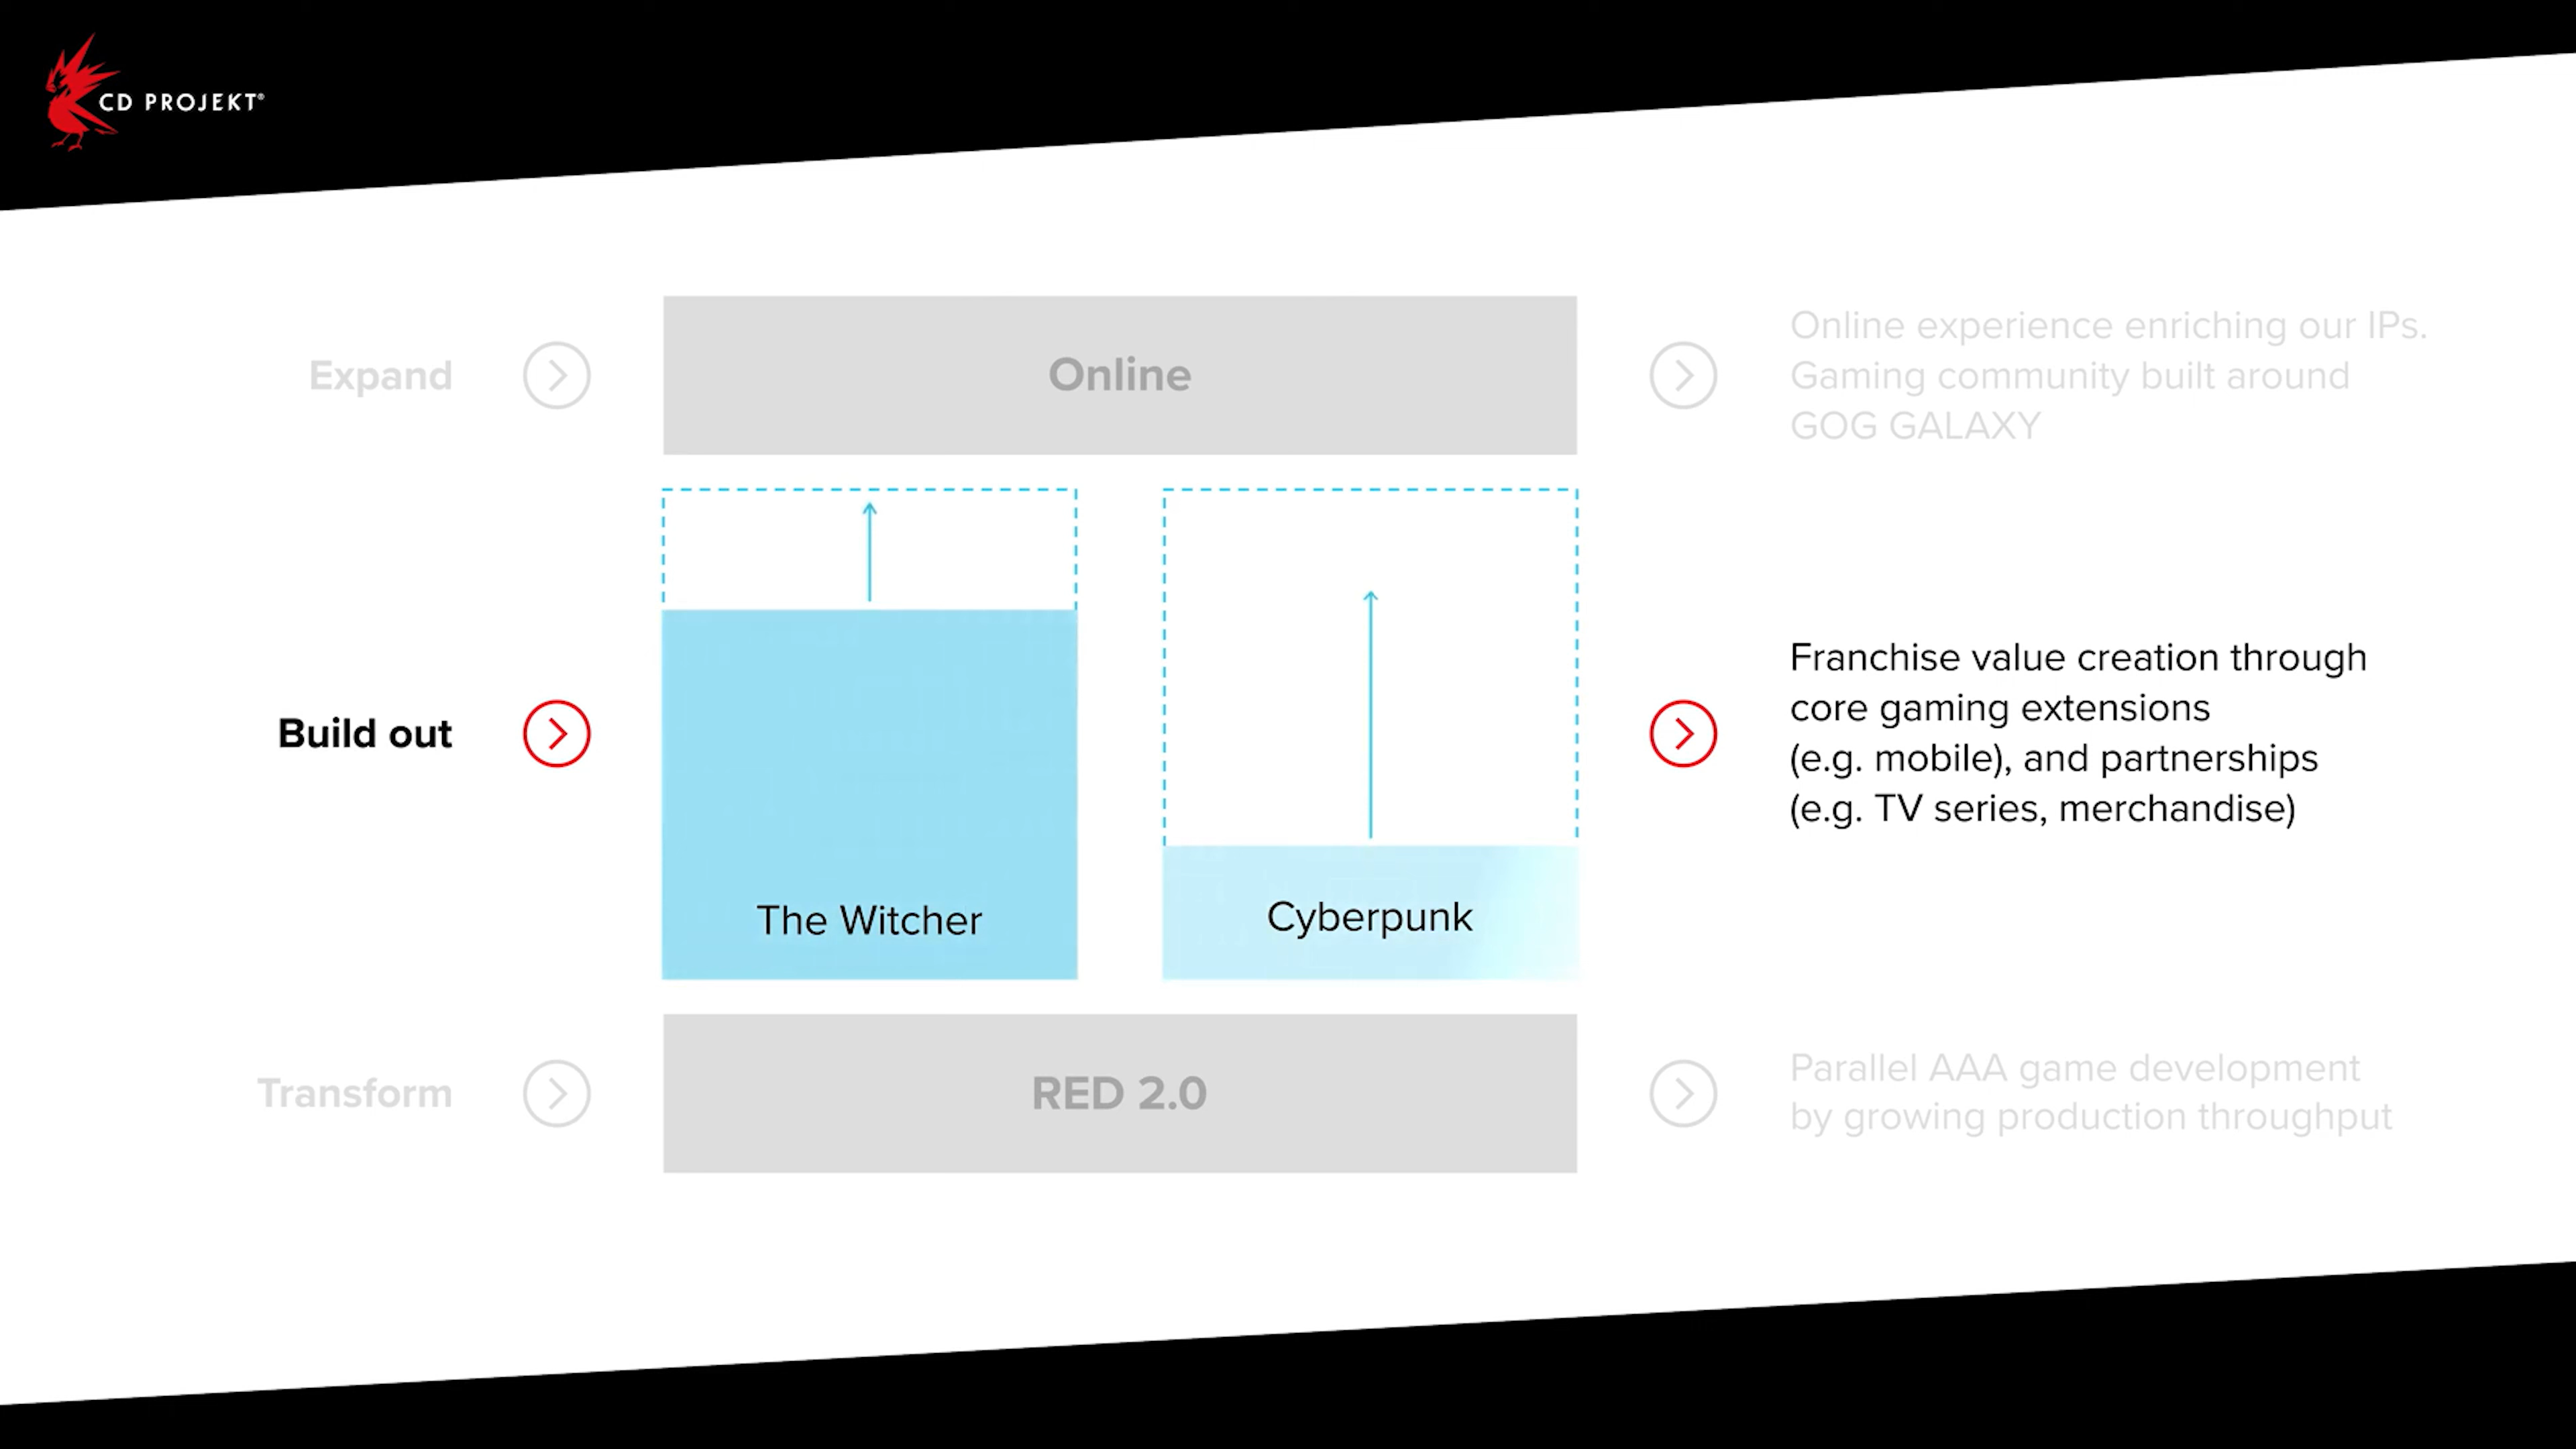 CD PROJEKT®
Expand
Online
Online experience enriching our IPs.
Gaming community built around
GOG GALAXY
Build out
The Witcher
Cyberpunk
Franchise value creation through
core gaming extensions
(e.g. mobile), and partnerships
(e.g. TV series, merchandise)
Transform
RED 2.0
Parallel AAA game development
by growing production throughput